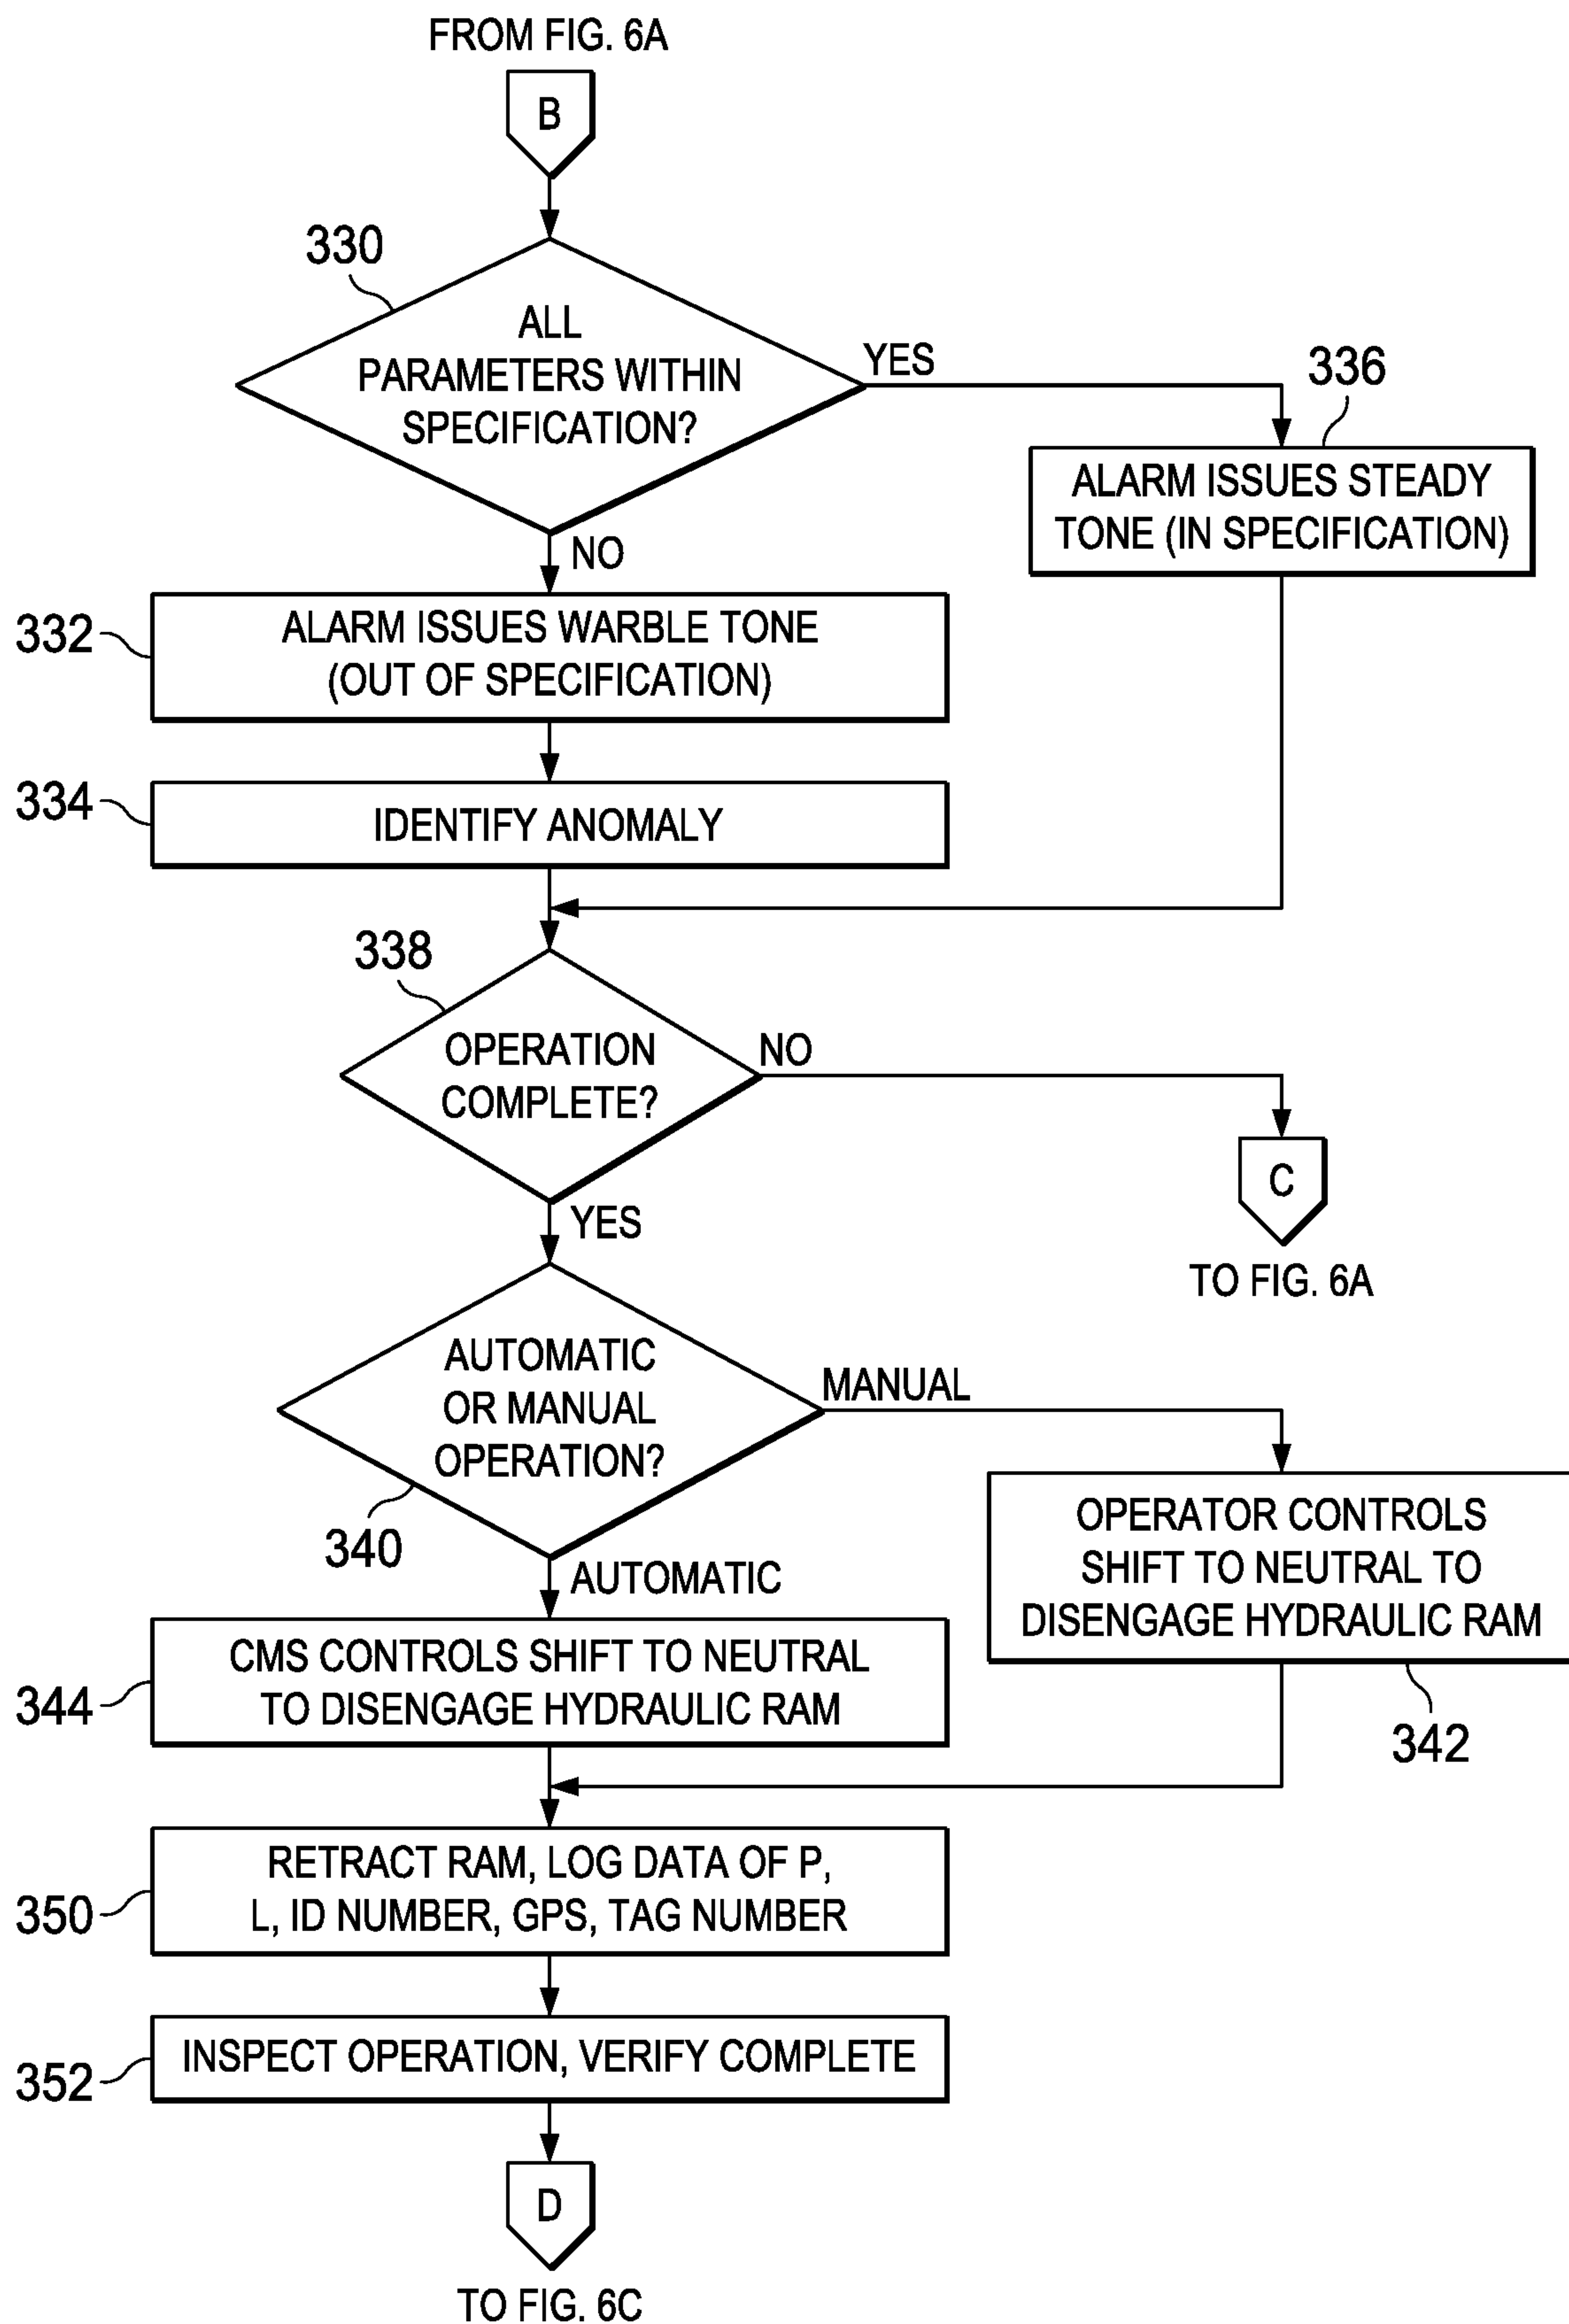 FROM FIG. 6A
B
330
ALL
PARAMETERS WITHIN
SPECIFICATION?
YES
336
ALARM ISSUES STEADY
TONE (IN SPECIFICATION)
NO
332
ALARM ISSUES WARBLE TONE
(OUT OF SPECIFICATION)
334
IDENTIFY ANOMALY
338
OPERATION
COMPLETE?
NO
C
TO FIG. 6A
YES
AUTOMATIC
OR MANUAL
OPERATION?
MANUAL
340
AUTOMATIC
OPERATOR CONTROLS
SHIFT TO NEUTRAL TO
DISENGAGE HYDRAULIC RAM
342
344
CMS CONTROLS SHIFT TO NEUTRAL
TO DISENGAGE HYDRAULIC RAM
350
RETRACT RAM, LOG DATA OF P,
L, ID NUMBER, GPS, TAG NUMBER
352
INSPECT OPERATION, VERIFY COMPLETE
D
TO FIG. 6C